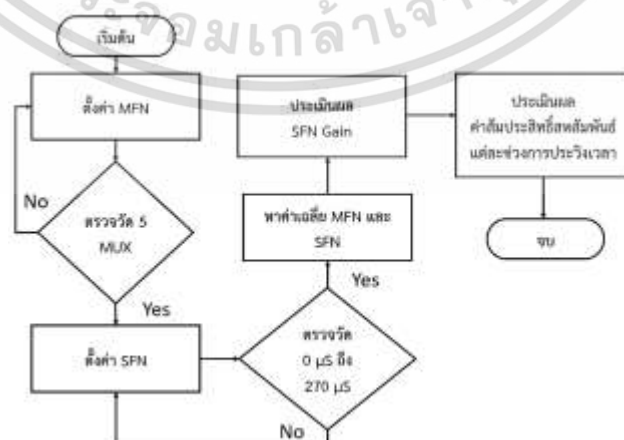 เริ่มต้น
ตั้งค่า MFN
No
ตรวจวัด 5
MUX
Yes
ตั้งค่า SFN
ตรวจวัด
0 µS ถึง
270 µS
No
Yes
หาค่าเฉลี่ย MFN และ
SFN
ประเมินผล
SFN Gain
ประเมินผล
ค่าสัมประสิทธิ์สหสัมพันธ์
แต่ละช่วงการประวิงเวลา
จบ